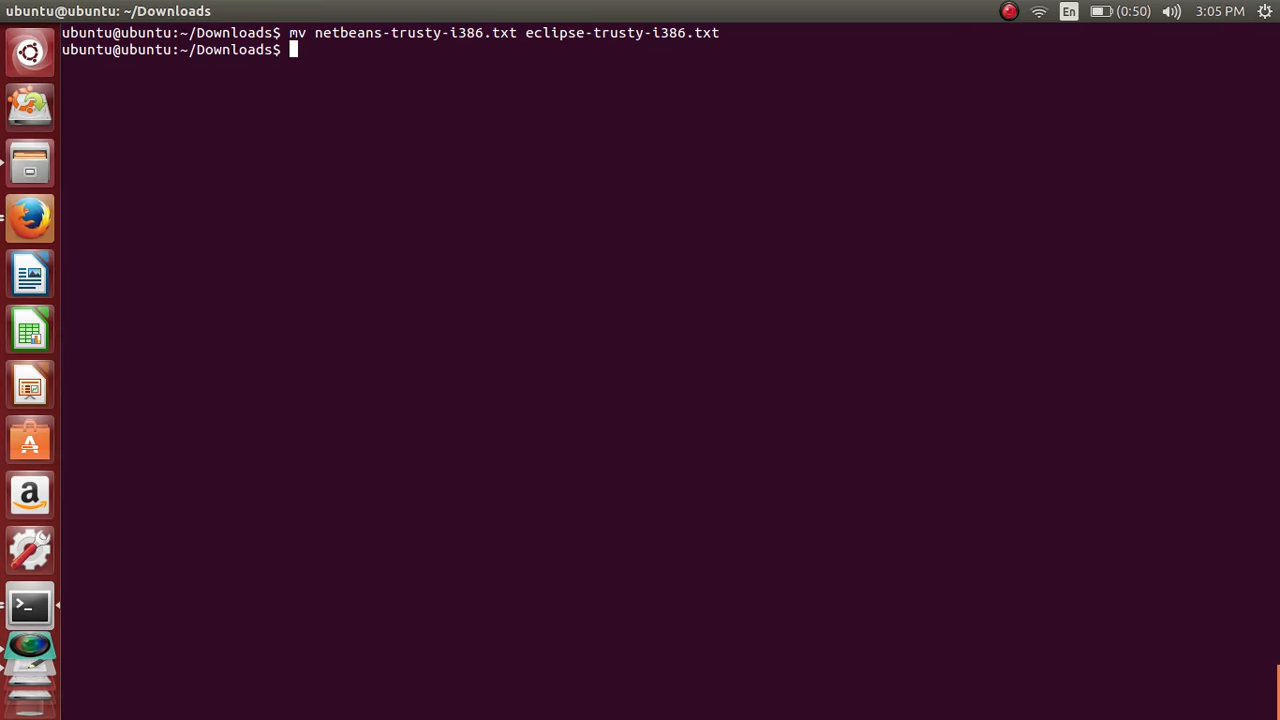 ubuntu@ubuntu: ~/Downloads
En (0:50) 3:05 PM
ubuntu@ubuntu:~/Downloads$ mv netbeans-trusty-i386.txt eclipse-trusty-i386.txt
ubuntu@ubuntu:~/Downloads$